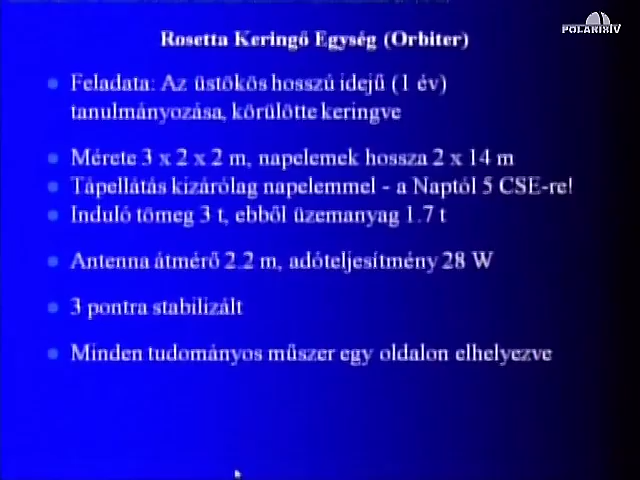 POLARIXIV
Rosetta Keringő Egység (Orbiter)
Feladata: Az üstökös hosszú idejű (1 év)
tanulmányozása, körülötte keringve
Mérete 3 x 2 x 2 m, napelemek hossza 2 x 14 m
Tápellátás kizárólag napelemmel - a Naptól 5 CSE-re!
Induló tömeg 3 t, ebből üzemanyag 1.7 t
Antenna átmérő 2.2 m, adóteljesítmény 28 W
3 pontra stabilizált
Minden tudományos műszer egy oldalon elhelyezve